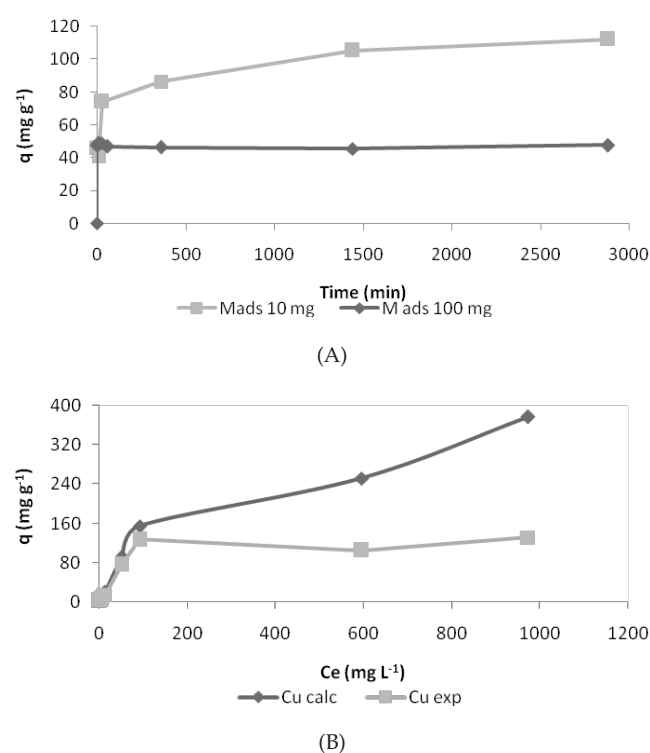 120
100
80
60
40
20
0
q (mg g⁻¹)
0 500 1000 1500 2000 2500 3000
Time (min)
Mads 10 mg M ads 100 mg
(A)
400
320
240
160
80
0
q (mg g⁻¹)
0 200 400 600 800 1000 1200
Ce (mg L⁻¹)
Cu calc Cu exp
(B)